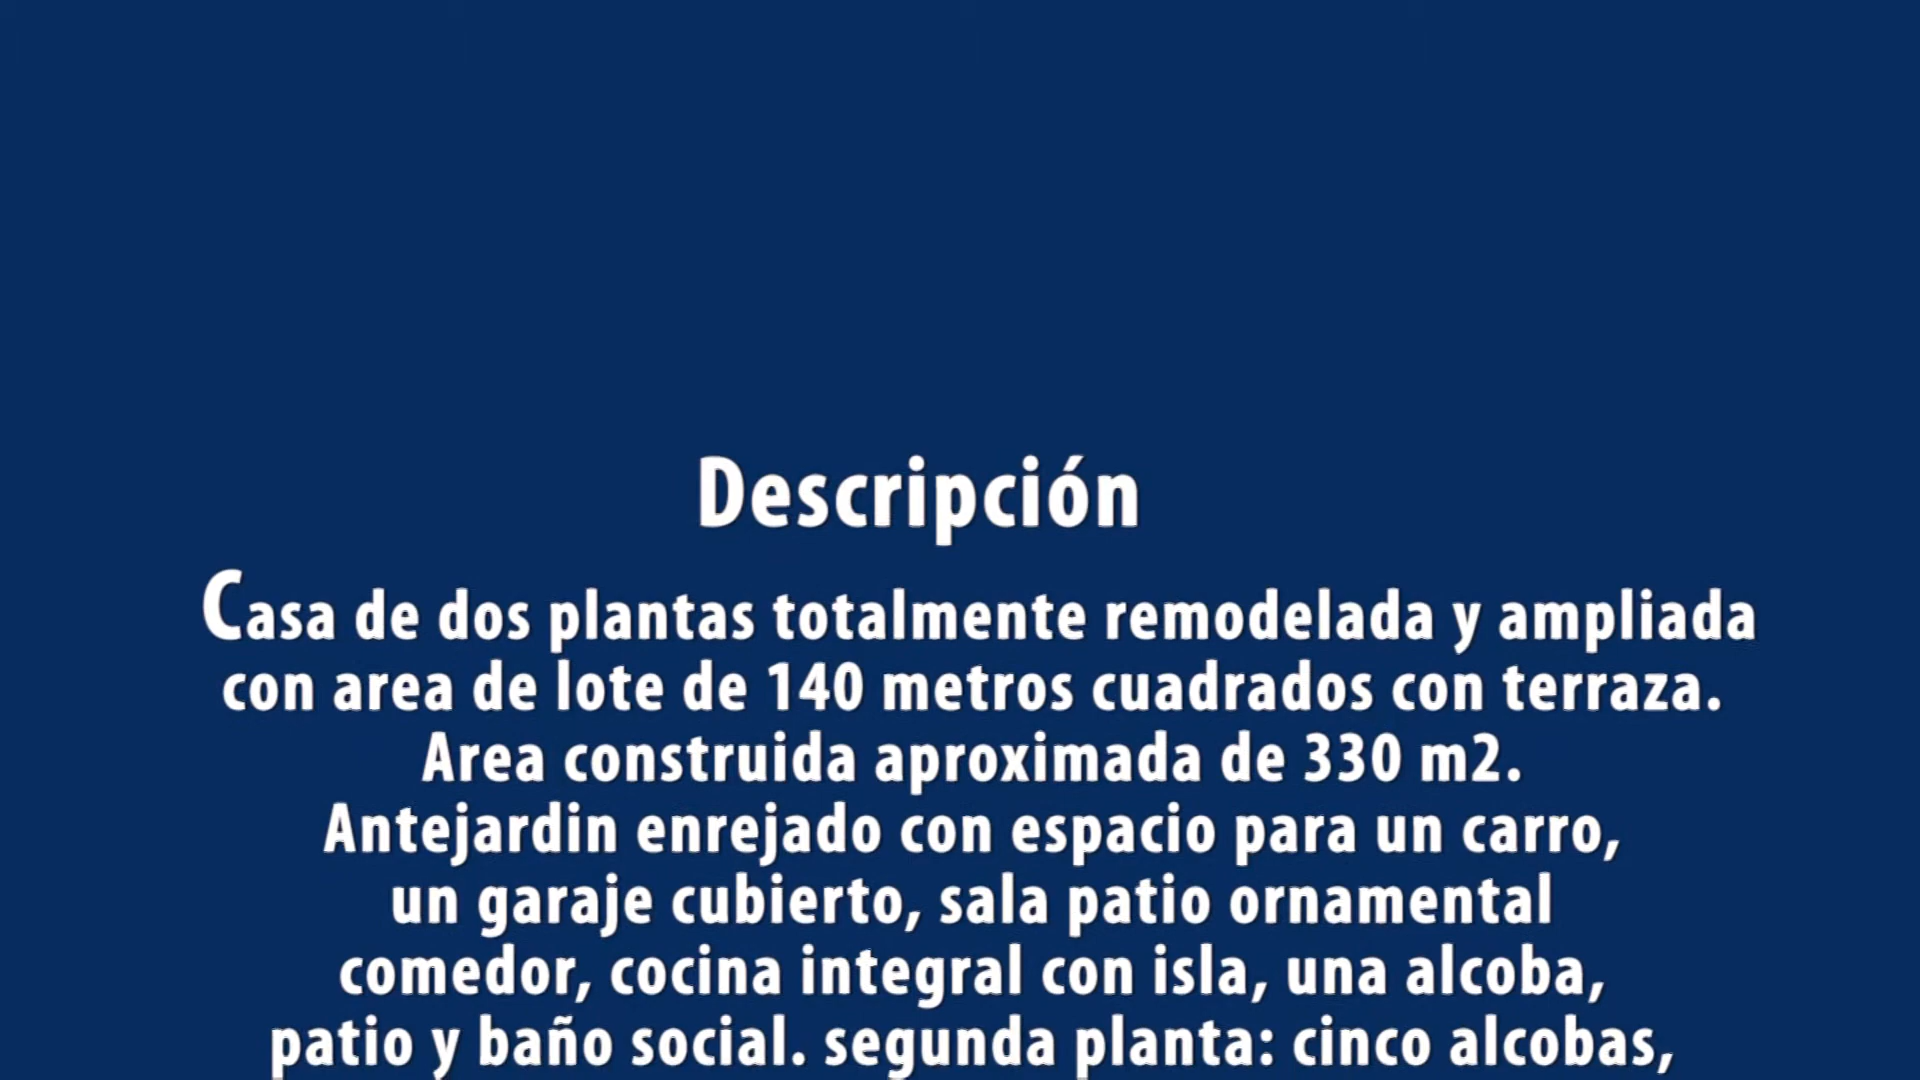 Descripción
Casa de dos plantas totalmente remodelada y ampliada
con area de lote de 140 metros cuadrados con terraza.
Area construida aproximada de 330 m2.
Antejardin enrejado con espacio para un carro,
un garaje cubierto, sala patio ornamental
comedor, cocina integral con isla, una alcoba,
patio y baño social. segunda planta: cinco alcobas,